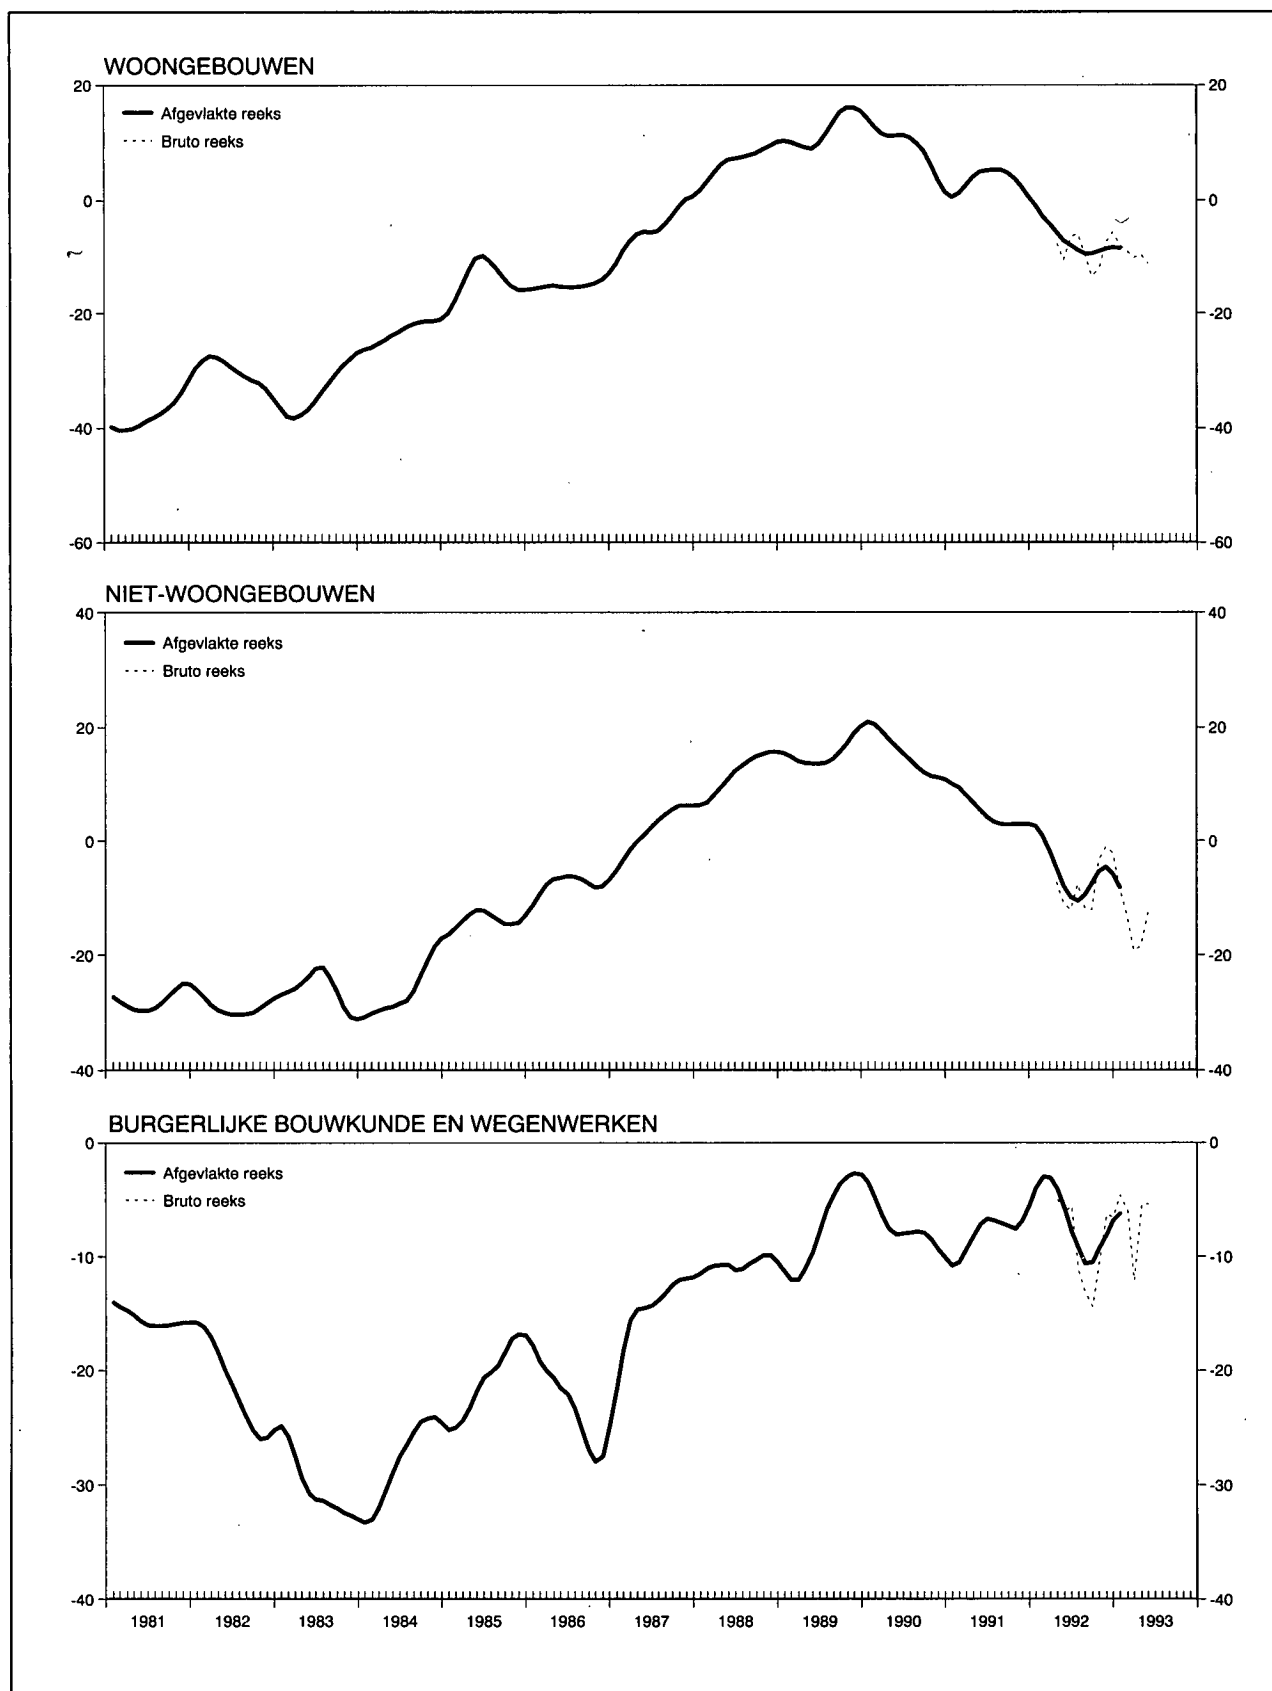 WOONGEBOUWEN
20 20
Afgevlakte reeks
Bruto reeks
0 0
-20 -20
-40 -40
-60 -60
NIET-WOONGEBOUWEN
40 40
Afgevlakte reeks
Bruto reeks
20 20
0 0
-20 -20
-40 -40
BURGERLIJKE BOUWKUNDE EN WEGENWERKEN
0 0
Afgevlakte reeks
Bruto reeks
-10 -10
-20 -20
-30 -30
-40 -40
1981 1982 1983 1984 1985 1986 1987 1988 1989 1990 1991 1992 1993